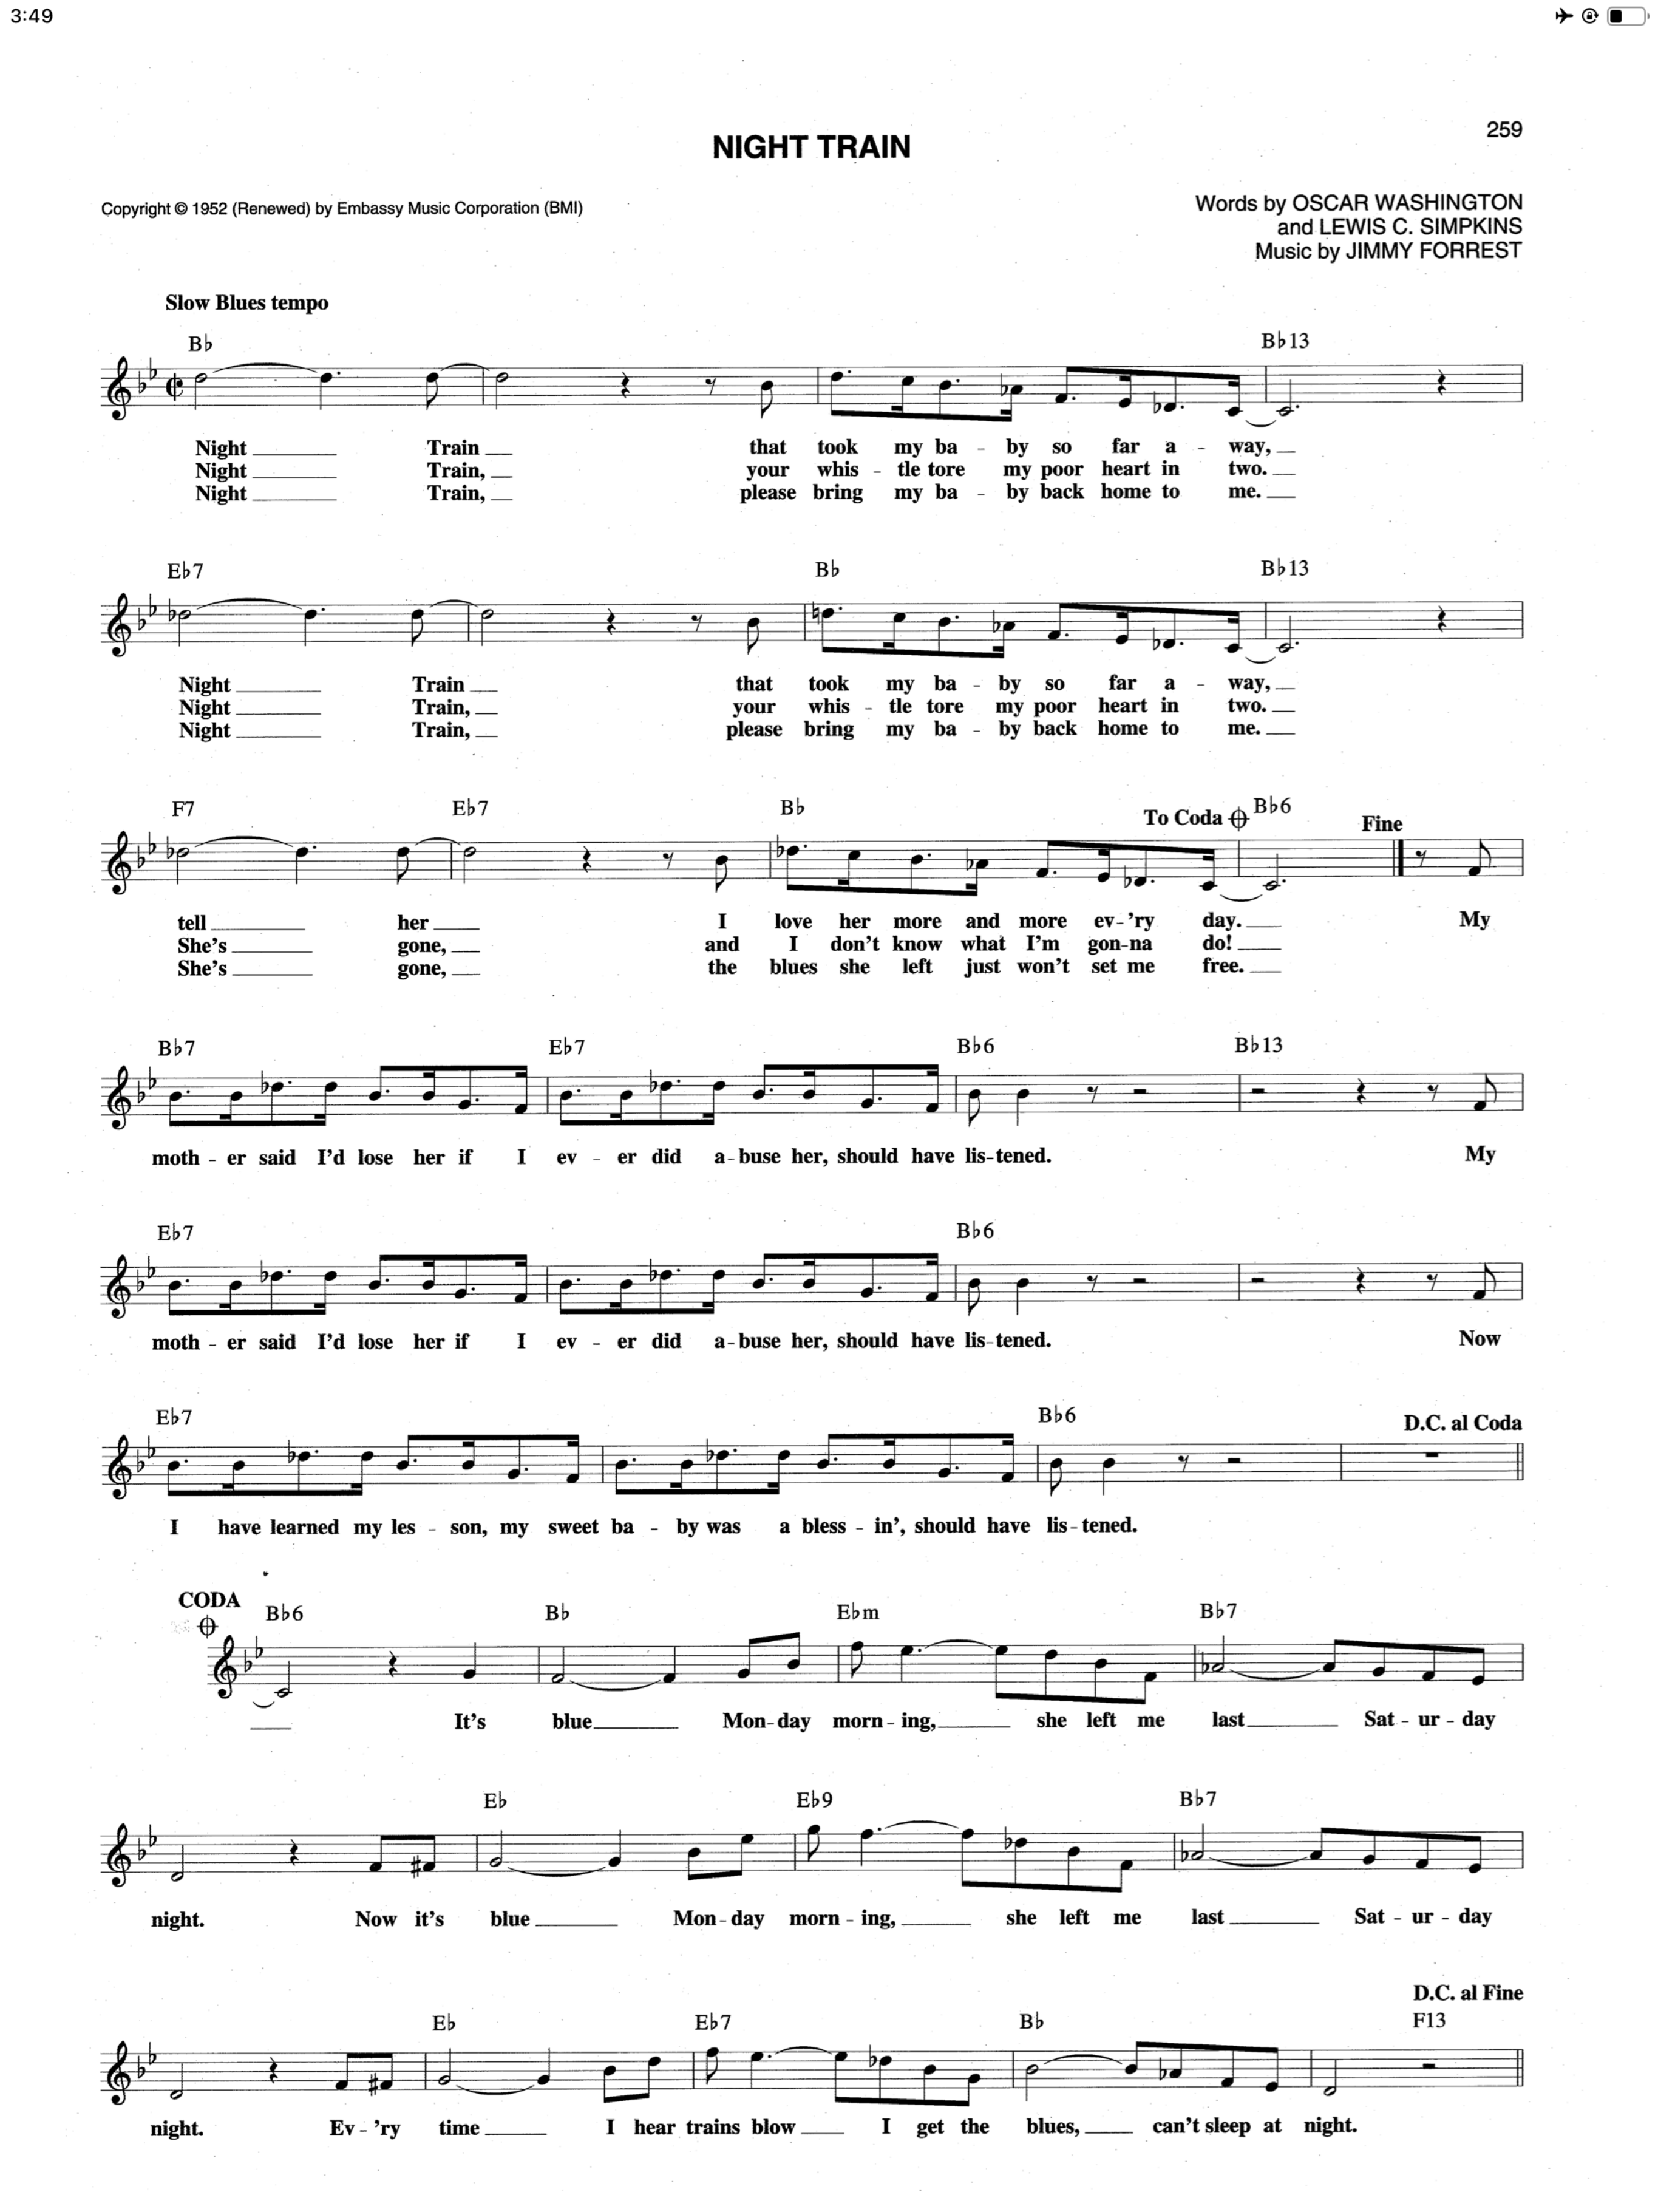 3:49
259
NIGHT TRAIN
Copyright © 1952 (Renewed) by Embassy Music Corporation (BMI)
Words by OSCAR WASHINGTON
and LEWIS C. SIMPKINS
Music by JIMMY FORREST
Slow Blues tempo
B♭ B♭13
Night Train that took my ba - by so far a - way,
Night Train, your whis - tle tore my poor heart in two.
Night Train, please bring my ba - by back home to me.
E♭7 B♭ B♭13
Night Train that took my ba - by so far a - way,
Night Train, your whis - tle tore my poor heart in two.
Night Train, please bring my ba - by back home to me.
F7 E♭7 B♭ To Coda B♭6 Fine
tell her I love her more and more ev-'ry day. My
She's gone, and I don't know what I'm gon-na do!
She's gone, the blues she left just won't set me free.
B♭7 E♭7 B♭6 B♭13
moth - er said I'd lose her if I ev - er did a-buse her, should have lis-tened. My
E♭7 B♭6
moth - er said I'd lose her if I ev - er did a-buse her, should have lis-tened. Now
E♭7 B♭6 D.C. al Coda
I have learned my les - son, my sweet ba - by was a bless - in', should have lis-tened.
CODA
B♭6 B♭ E♭m B♭7
It's blue Mon-day morn-ing, she left me last Sat - ur - day
E♭ E♭9 B♭7
night. Now it's blue Mon-day morn-ing, she left me last Sat - ur - day
D.C. al Fine
E♭ E♭7 B♭ F13
night. Ev-'ry time I hear trains blow I get the blues, can't sleep at night.